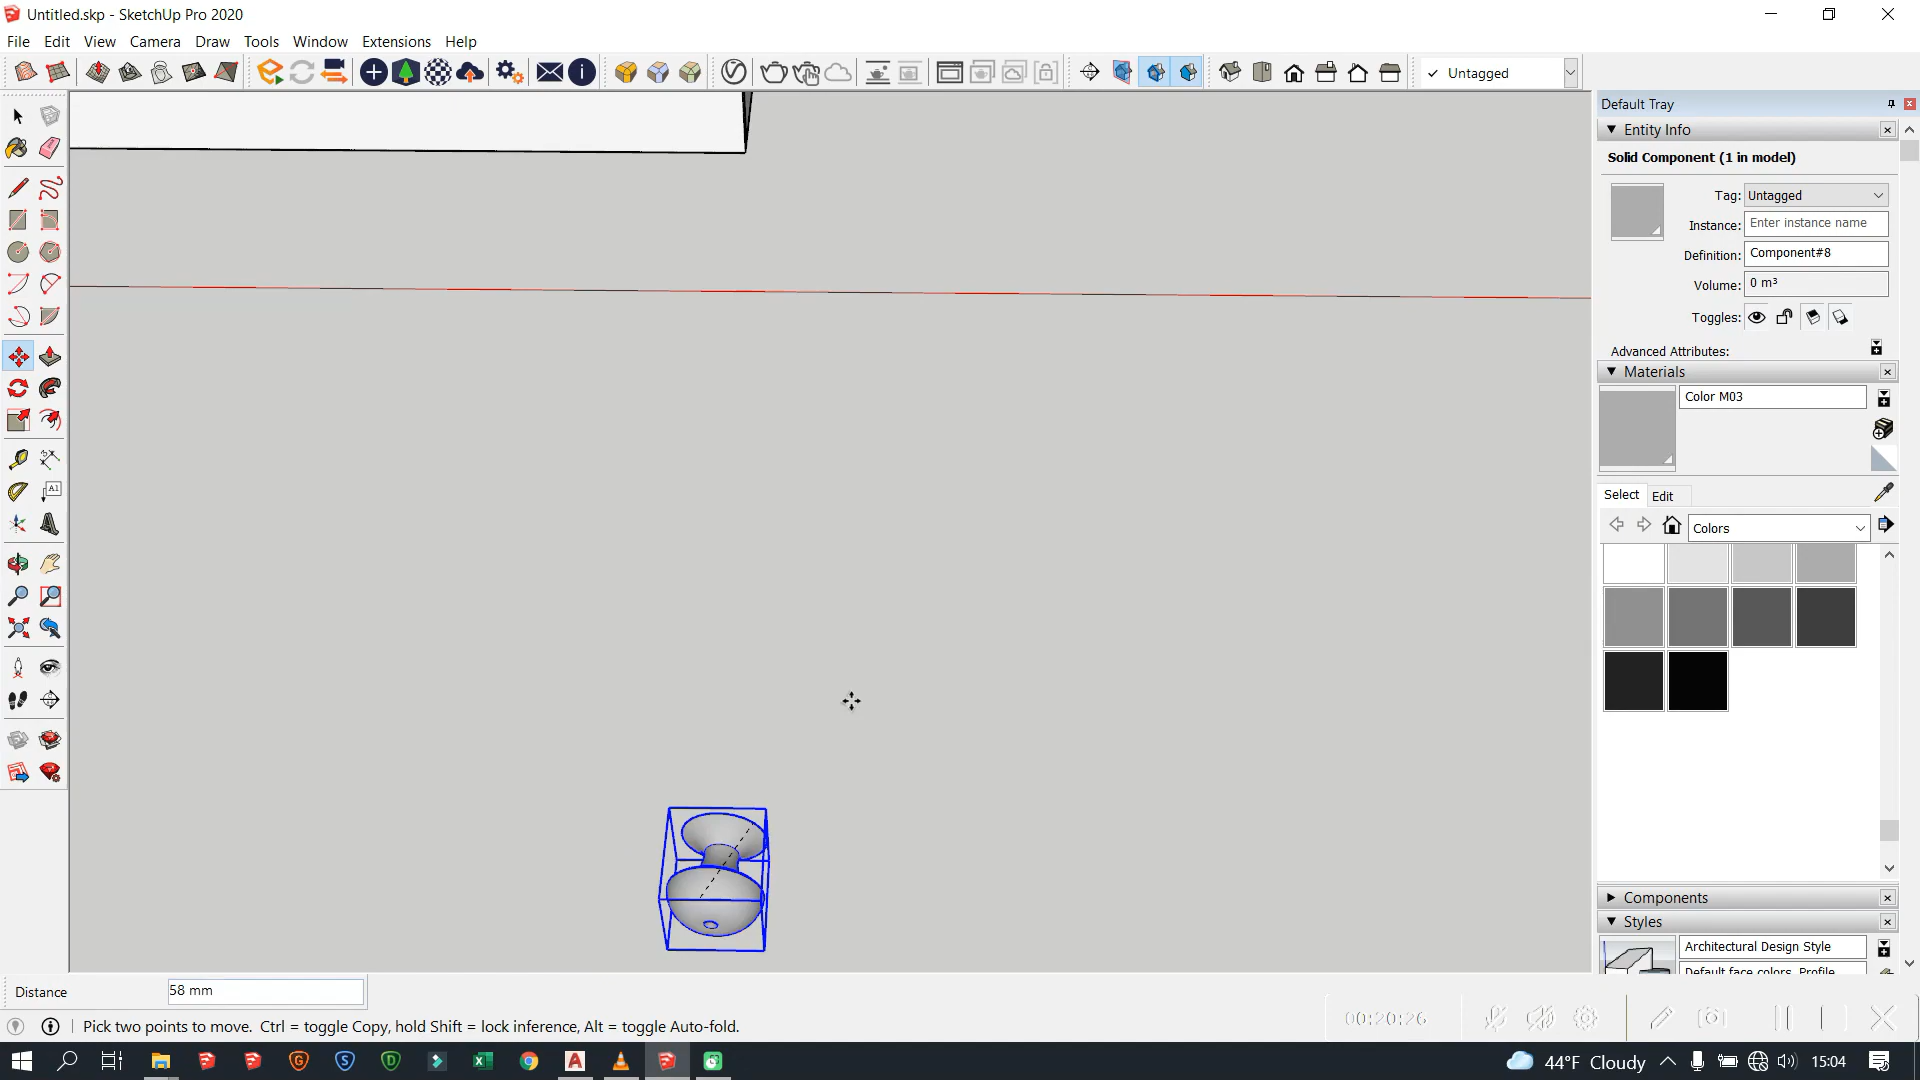 Untitled.skp - SketchUp Pro 2020
File Edit View Camera Draw Tools Window Extensions Help
Untagged
Default Tray
Entity Info
Solid Component (1 in model)
Tag: Untagged
Instance: Enter instance name
Definition: Component#8
Volume: 0 m³
Toggles:
Advanced Attributes:
Materials
Color M03
Select Edit
Colors
Components
Styles
Architectural Design Style
Default face colors. Profile
Distance 58 mm
Pick two points to move. Ctrl = toggle Copy, hold Shift = lock inference, Alt = toggle Auto-fold.
00:20:26
44°F Cloudy 15:04